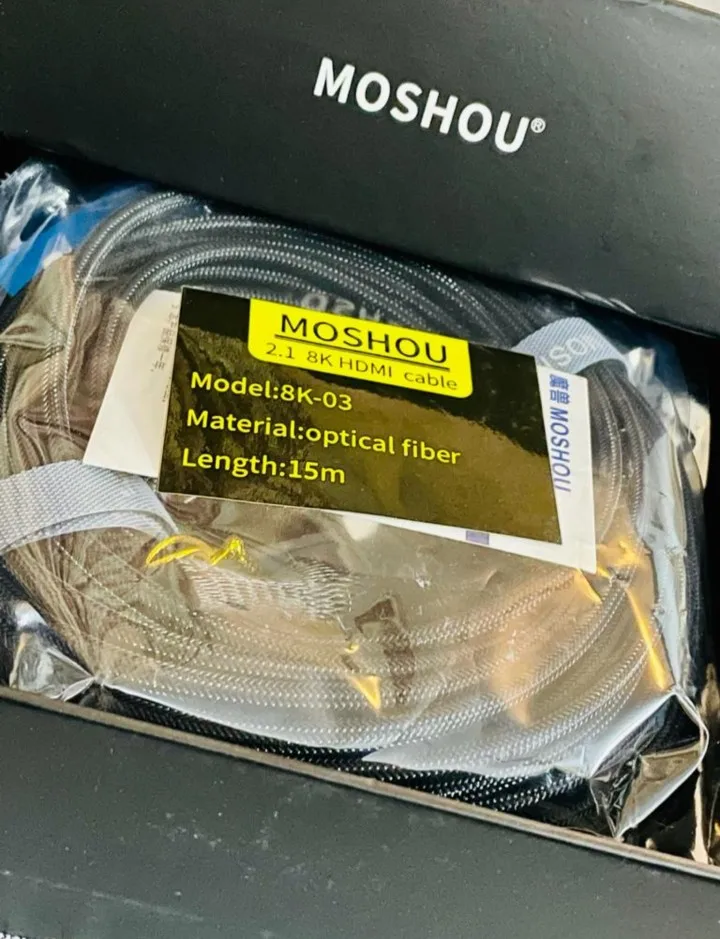 MOSHOU®
MOSHOU
2.1 8K HDMI cable
Model:8K-03
Material:optical fiber
Length:15m
魔兽 MOSHOU